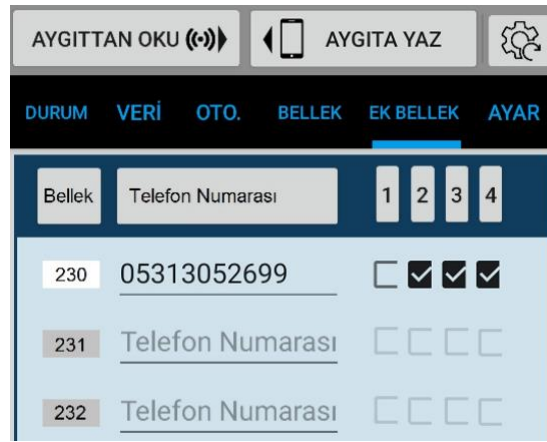 AYGITTAN OKU AYGITA YAZ
DURUM VERİ OTO. BELLEK EK BELLEK AYAR
Bellek Telefon Numarası 1 2 3 4
230 05313052699
231 Telefon Numarası
232 Telefon Numarası